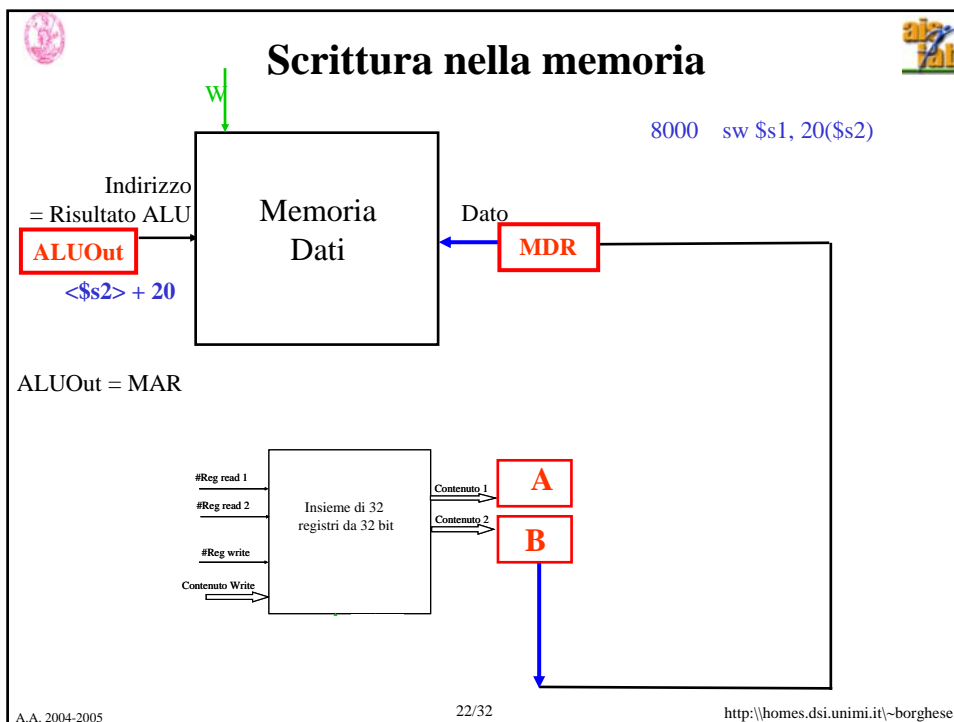 Scrittura nella memoria
W
8000 sw $s1, 20($s2)
Indirizzo
= Risultato ALU
ALUOut
<$s2> + 20
Memoria
Dati
Dato
MDR
ALUOut = MAR
#Reg read 1
#Reg read 2
#Reg write
Contenuto Write
Insieme di 32
registri da 32 bit
Contenuto 1
Contenuto 2
A
B
A.A. 2004-2005
22/32
http:\\homes.dsi.unimi.it\~borghese